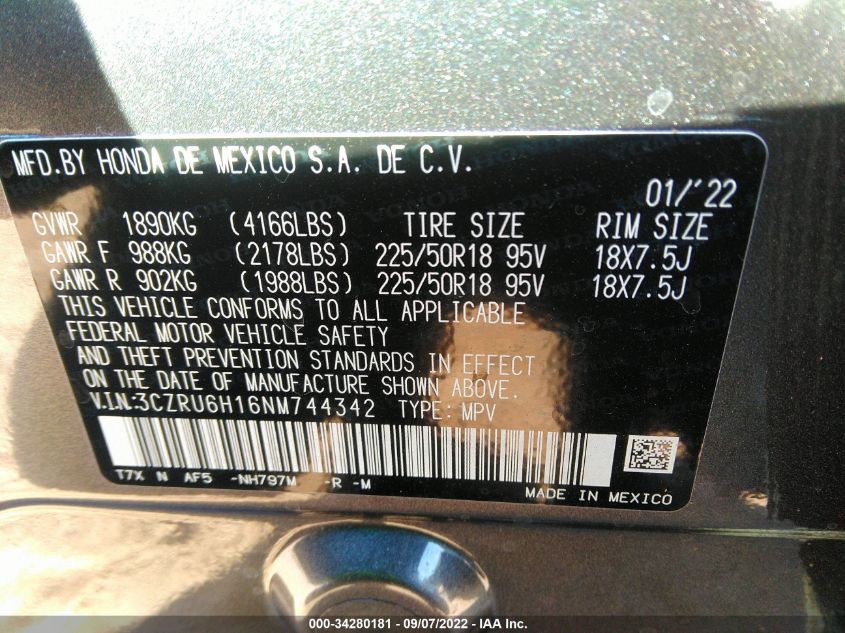 MFD.BY HONDA DE MEXICO S.A. DE C.V.
01/'22
GVWR 1890KG (4166LBS) TIRE SIZE RIM SIZE
GAWR F 988KG (2178LBS) 225/50R18 95V 18X7.5J
GAWR R 902KG (1988LBS) 225/50R18 95V 18X7.5J
THIS VEHICLE CONFORMS TO ALL APPLICABLE
FEDERAL MOTOR VEHICLE SAFETY
AND THEFT PREVENTION STANDARDS IN EFFECT
ON THE DATE OF MANUFACTURE SHOWN ABOVE.
V.I.N:3CZRU6H16NM744342 TYPE: MPV
T7X N AF5 -NH797M -R -M
MADE IN MEXICO
000-34280181 - 09/07/2022 - IAA Inc.